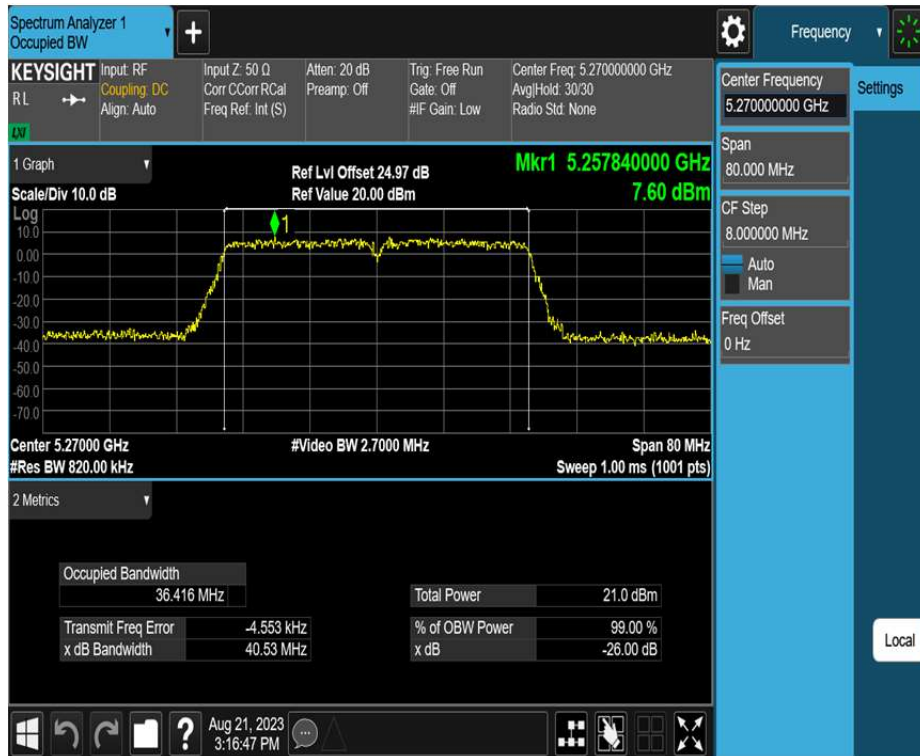 Spectrum Analyzer 1
Occupied BW
+
Frequency
KEYSIGHT
R L
LXI
Input: RF
Coupling: DC
Align: Auto
Input Z: 50 Ω
Corr CCorr RCal
Freq Ref: Int (S)
Atten: 20 dB
Preamp: Off
Trig: Free Run
Gate: Off
#IF Gain: Low
Center Freq: 5.270000000 GHz
Avg|Hold: 30/30
Radio Std: None
Center Frequency
5.270000000 GHz
Settings
Span
80.000 MHz
CF Step
8.000000 MHz
Auto
Man
Freq Offset
0 Hz
1 Graph
Scale/Div 10.0 dB
Ref Lvl Offset 24.97 dB
Ref Value 20.00 dBm
Mkr1 5.257840000 GHz
7.60 dBm
Log
1
10.0
0.00
-10.0
-20.0
-30.0
-40.0
-50.0
-60.0
-70.0
Center 5.27000 GHz
#Video BW 2.7000 MHz
Span 80 MHz
#Res BW 820.00 kHz
Sweep 1.00 ms (1001 pts)
2 Metrics
Occupied Bandwidth
36.416 MHz
Total Power 21.0 dBm
Transmit Freq Error -4.553 kHz
% of OBW Power 99.00 %
x dB Bandwidth 40.53 MHz
x dB -26.00 dB
Local
?
Aug 21, 2023
3:16:47 PM